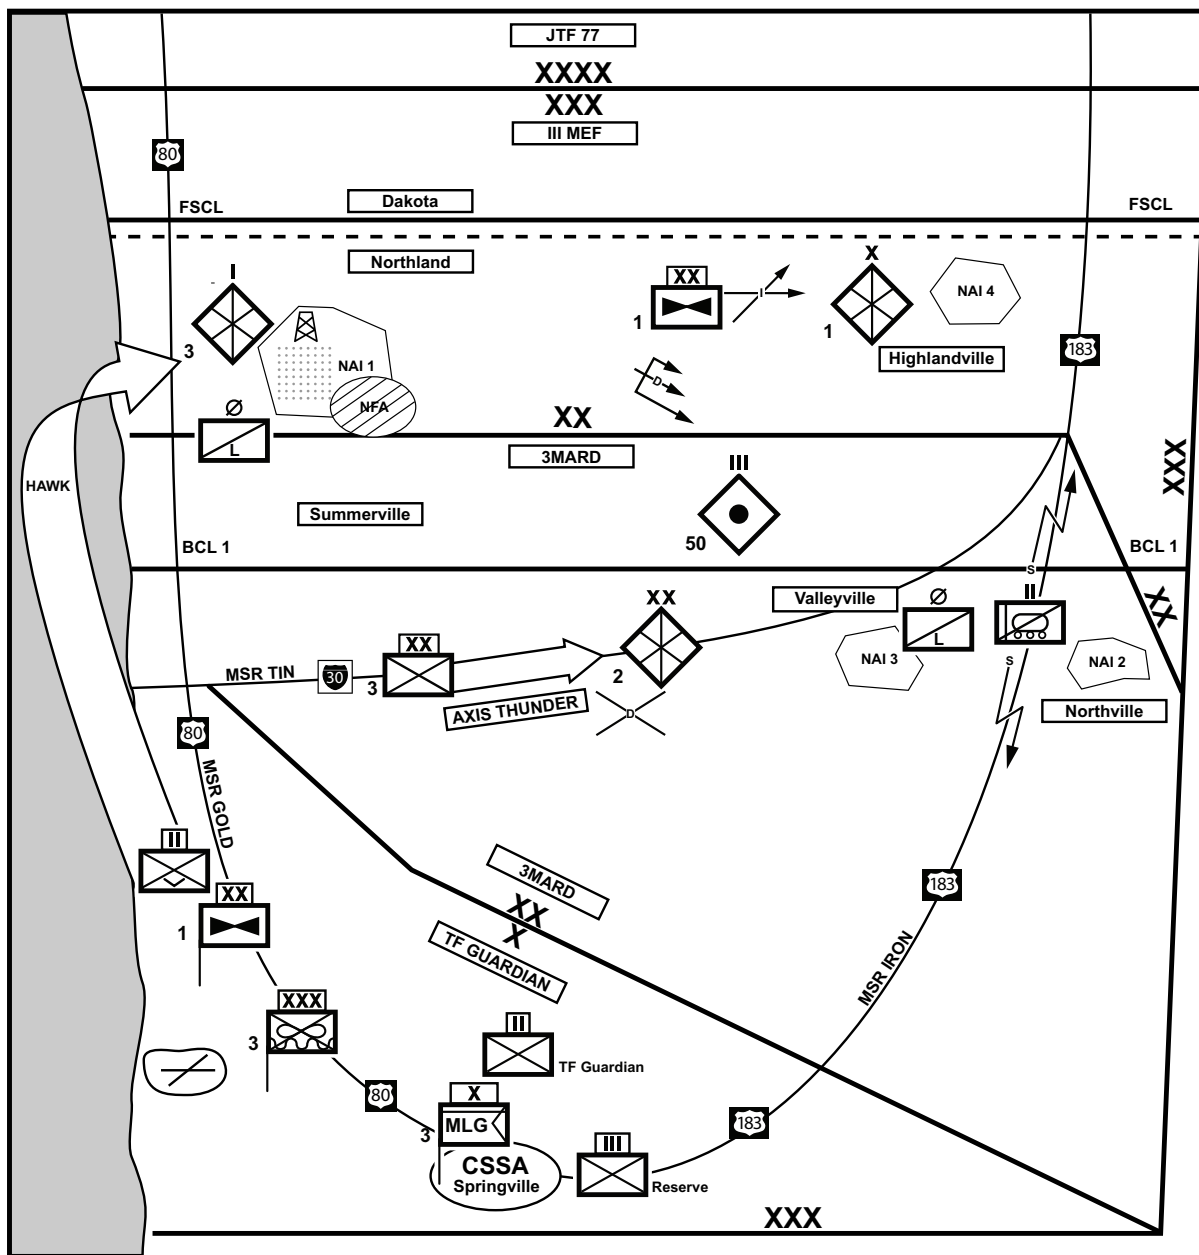 JTF 77
XXXX
XXX
III MEF
80
Dakota
FSCL
FSCL
Northland
I
3
NAI 1
NFA
XX
1
I
X
1
NAI 4
Highlandville
183
D
Ø
L
XX
3MARD
XXX
HAWK
III
50
Summerville
BCL 1
BCL 1
S
Valleyville
Ø
L
II
XX
XX
3
MSR TIN
30
XX
2
AXIS THUNDER
D
NAI 3
S
NAI 2
Northville
80
MSR GOLD
II
XX
1
3MARD
XX
X
TF GUARDIAN
183
MSR IRON
XXX
3
II
TF Guardian
80
X
MLG
3
CSSA
Springville
III
Reserve
183
XXX